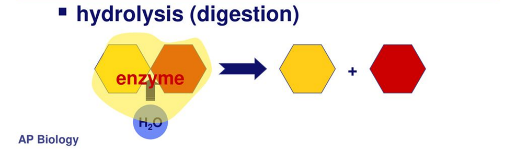 ▪ hydrolysis (digestion)
enzyme
+
H₂O
AP Biology